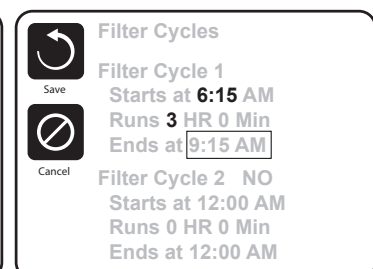 Filter Cycles
Save
Filter Cycle 1
Starts at 6:15 AM
Runs 3 HR 0 Min
Ends at 9:15 AM
Cancel
Filter Cycle 2 NO
Starts at 12:00 AM
Runs 0 HR 0 Min
Ends at 12:00 AM